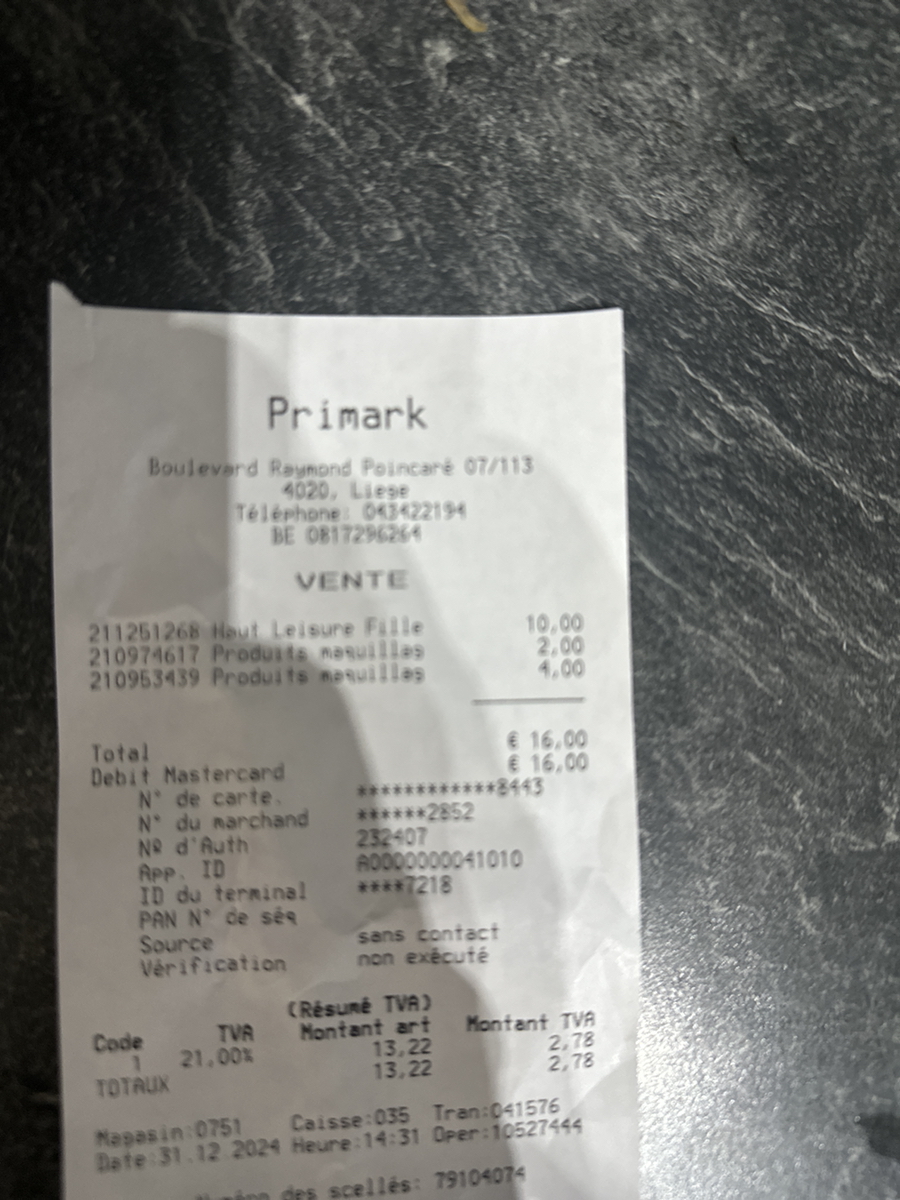 Primark
Boulevard Raymond Poincaré 07/113
4020, Liege
Téléphone: 043422194
BE 0817296264
VENTE
211251268 Haut Leisure Fille 10,00
210974617 Produits maquillag 2,00
210953439 Produits maquillag 4,00
Total € 16,00
Debit Mastercard € 16,00
N° de carte. ************8443
N° du marchand ******2852
Nº d'Auth 232407
App. ID A0000000041010
ID du terminal ****7218
PAN N° de séq
Source sans contact
Vérification non exécuté
(Résumé TVA)
Code TVA Montant art Montant TVA
1 21,00% 13,22 2,78
TOTAUX 13,22 2,78
Magasin:0751 Caisse:035 Tran:041576
Date:31.12.2024 Heure:14:31 Oper:10527444
des scellés: 79104074